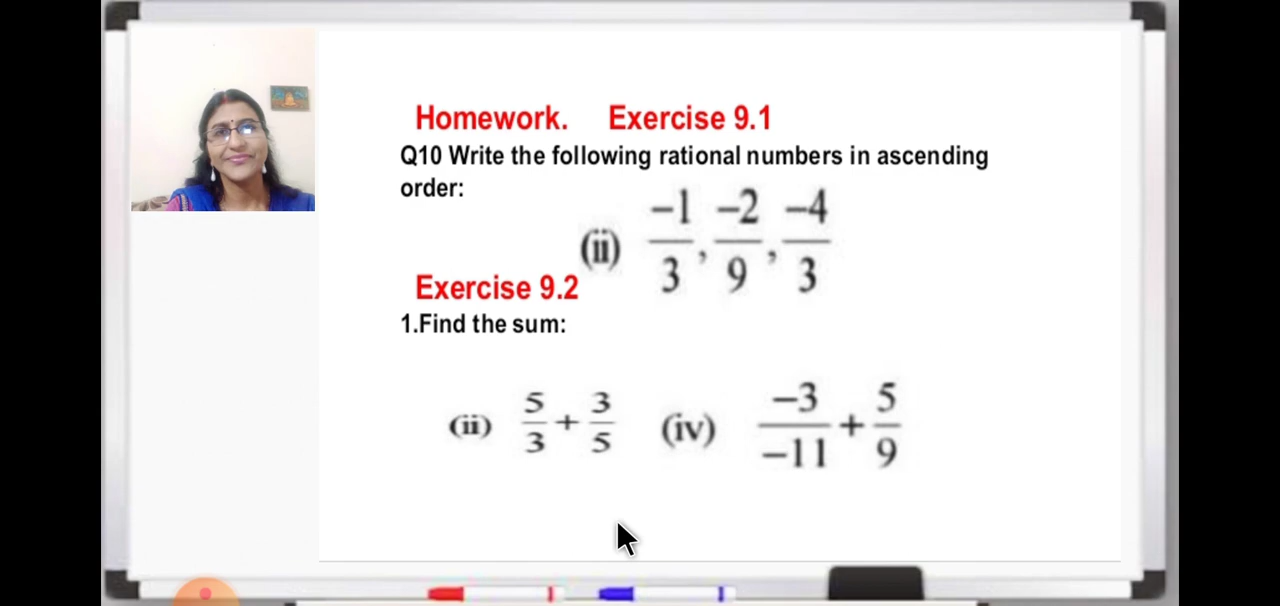 Homework. Exercise 9.1
Q10 Write the following rational numbers in ascending
order:
(ii) −1/3, −2/9, −4/3
Exercise 9.2
1.Find the sum:
(ii) 5/3 + 3/5 (iv) −3/−11 + 5/9